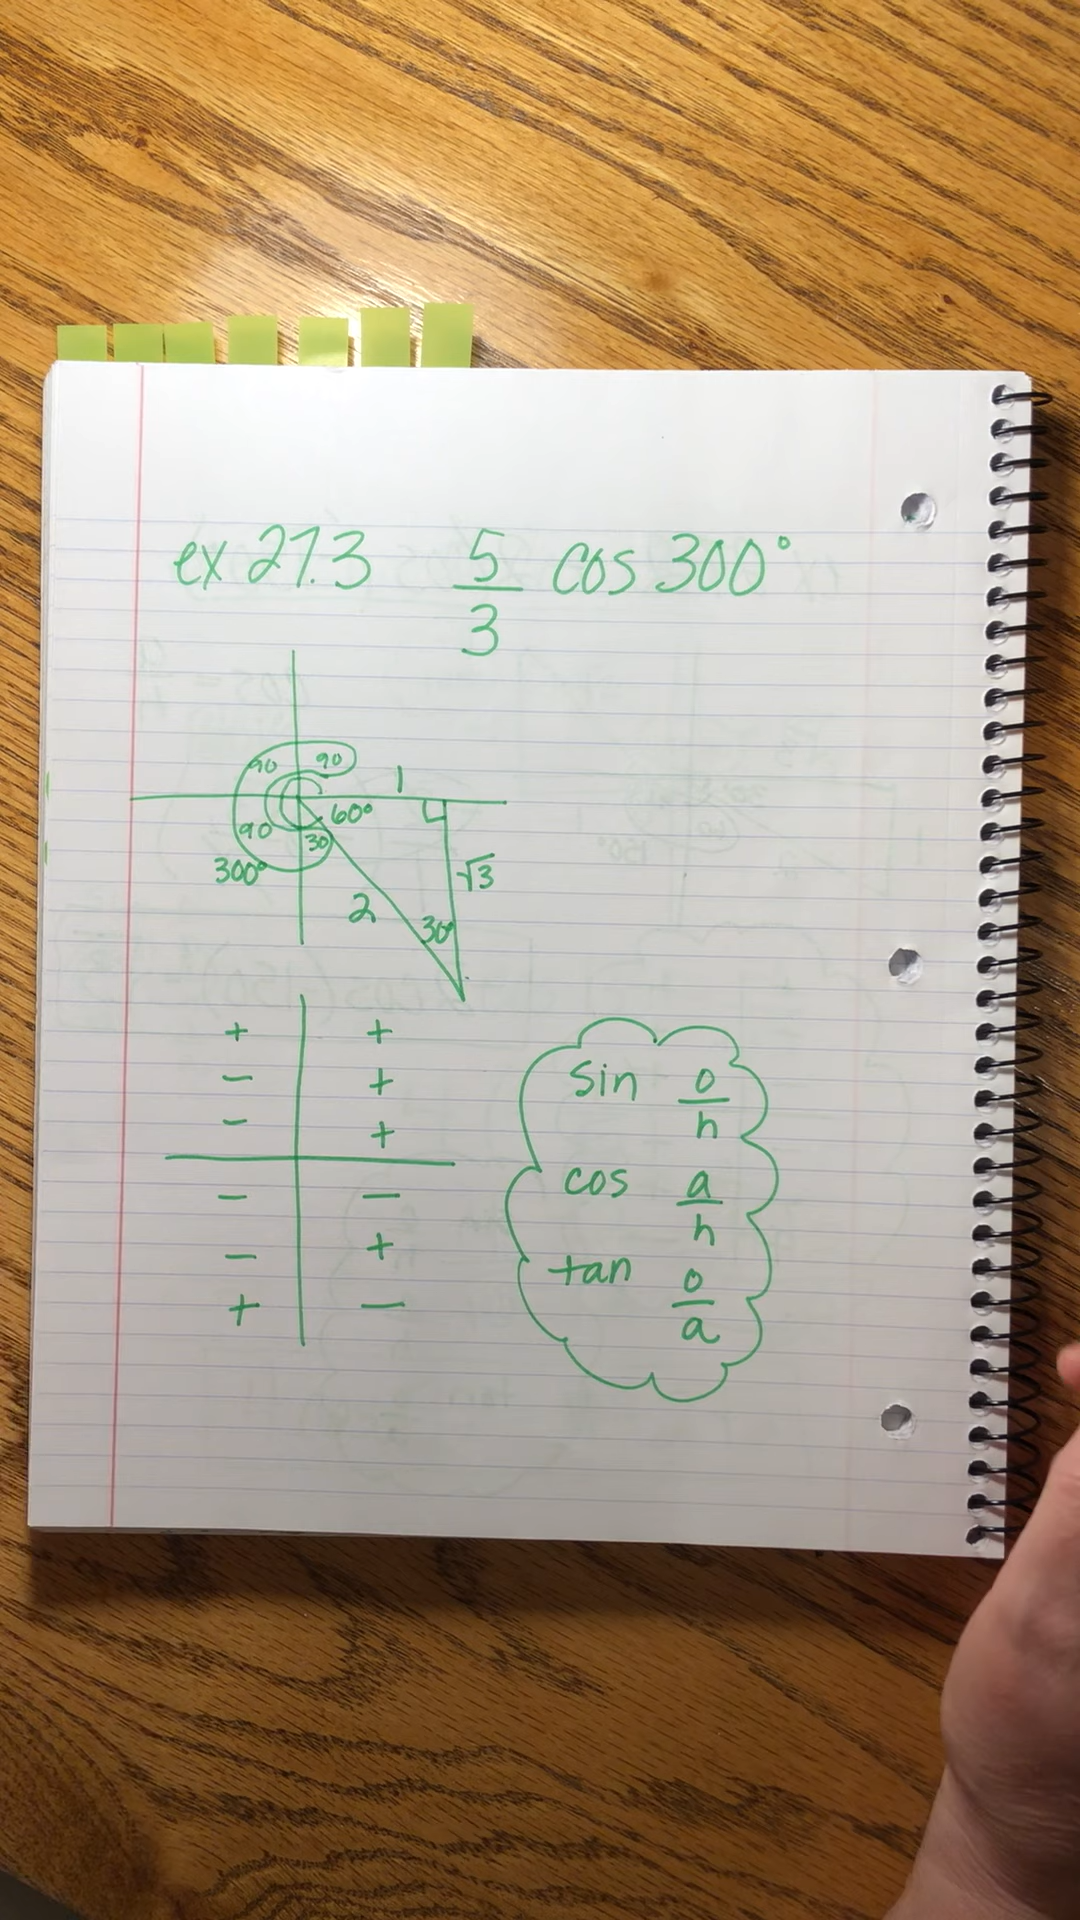 ex 27.3 5/3 cos 300°
90 90 1
60°
90 30
300° √3
2
30°
+ +
− +
− +
− −
− +
+ −
sin o/h
cos a/h
tan o/a